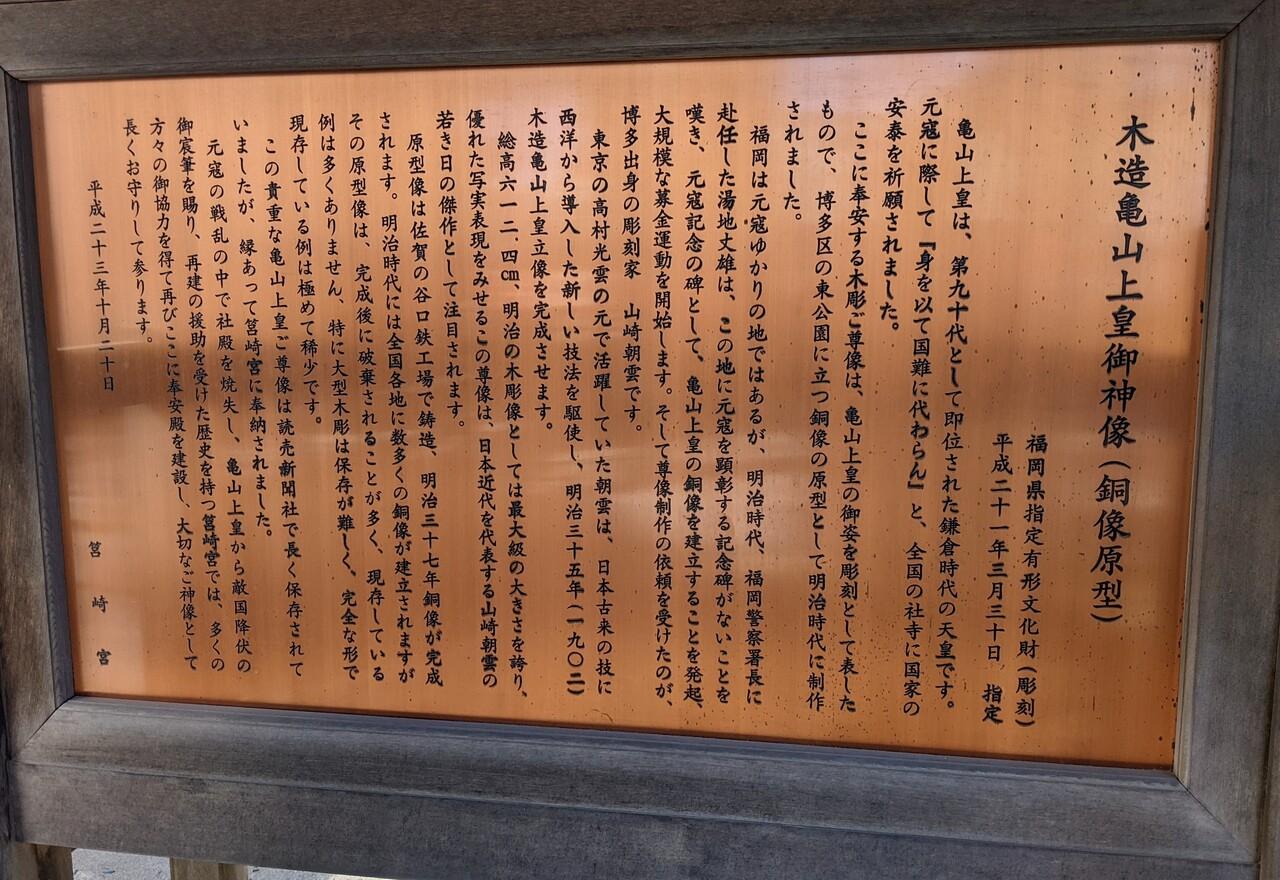 木造亀山上皇御神像（銅像原型）
福岡県指定有形文化財（彫刻）
平成二十一年三月三十日　指定
亀山上皇は、第九十代として即位された鎌倉時代の天皇です。
元寇に際して『身を以て国難に代わらん』と、全国の社寺に国家の
安泰を祈願されました。
ここに奉安する木彫ご尊像は、亀山上皇の御姿を彫刻として表した
もので、博多区の東公園に立つ銅像の原型として明治時代に制作
されました。
福岡は元寇ゆかりの地ではあるが、明治時代、福岡警察署長に
赴任した湯地丈雄は、この地に元寇を顕彰する記念碑がないことを
嘆き、元寇記念の碑として、亀山上皇の銅像を建立することを発起、
大規模な募金運動を開始します。そして尊像制作の依頼を受けたのが、
博多出身の彫刻家　山崎朝雲です。
東京の高村光雲の元で活躍していた朝雲は、日本古来の技に
西洋から導入した新しい技法を駆使し、明治三十五年（一九〇二）
木造亀山上皇立像を完成させます。
総高六一二．四㎝、明治の木彫像としては最大級の大きさを誇り、
優れた写実表現をみせるこの尊像は、日本近代を代表する山崎朝雲の
若き日の傑作として注目されます。
原型像は佐賀の谷口鉄工場で鋳造、明治三十七年銅像が完成
されます。明治時代には全国各地に数多くの銅像が建立されますが
その原型像は、完成後に破棄されることが多く、現存している
例は多くありません、特に大型木彫は保存が難しく、完全な形で
現存している例は極めて稀少です。
この貴重な亀山上皇ご尊像は読売新聞社で長く保存されて
いましたが、縁あって筥崎宮に奉納されました。
元寇の戦乱の中で社殿を焼失し、亀山上皇から敵国降伏の
御宸筆を賜り、再建の援助を受けた歴史を持つ筥崎宮では、多くの
方々の御協力を得て再びここに奉安殿を建設し、大切なご神像として
長くお守りして参ります。
平成二十三年十月二十日
筥　崎　宮